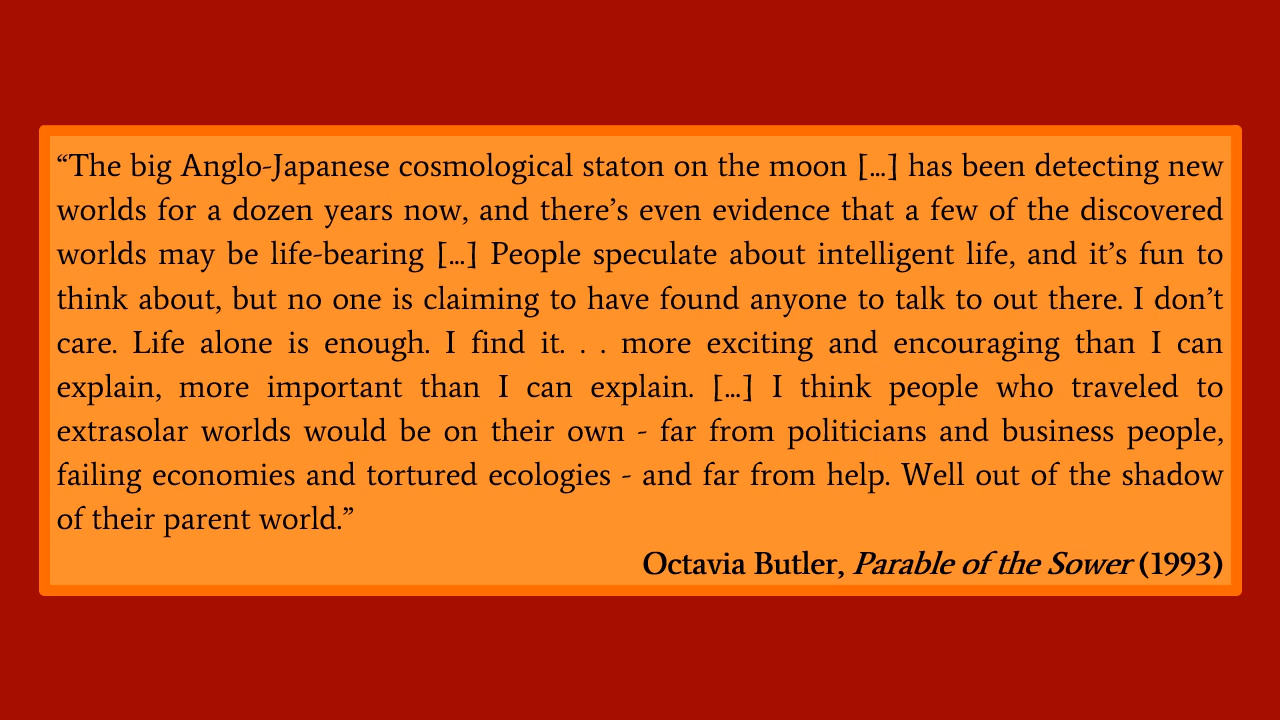 “The big Anglo-Japanese cosmological staton on the moon [...] has been detecting new
worlds for a dozen years now, and there’s even evidence that a few of the discovered
worlds may be life-bearing [...] People speculate about intelligent life, and it’s fun to
think about, but no one is claiming to have found anyone to talk to out there. I don’t
care. Life alone is enough. I find it. . . more exciting and encouraging than I can
explain, more important than I can explain. [...] I think people who traveled to
extrasolar worlds would be on their own - far from politicians and business people,
failing economies and tortured ecologies - and far from help. Well out of the shadow
of their parent world.”
Octavia Butler, Parable of the Sower (1993)